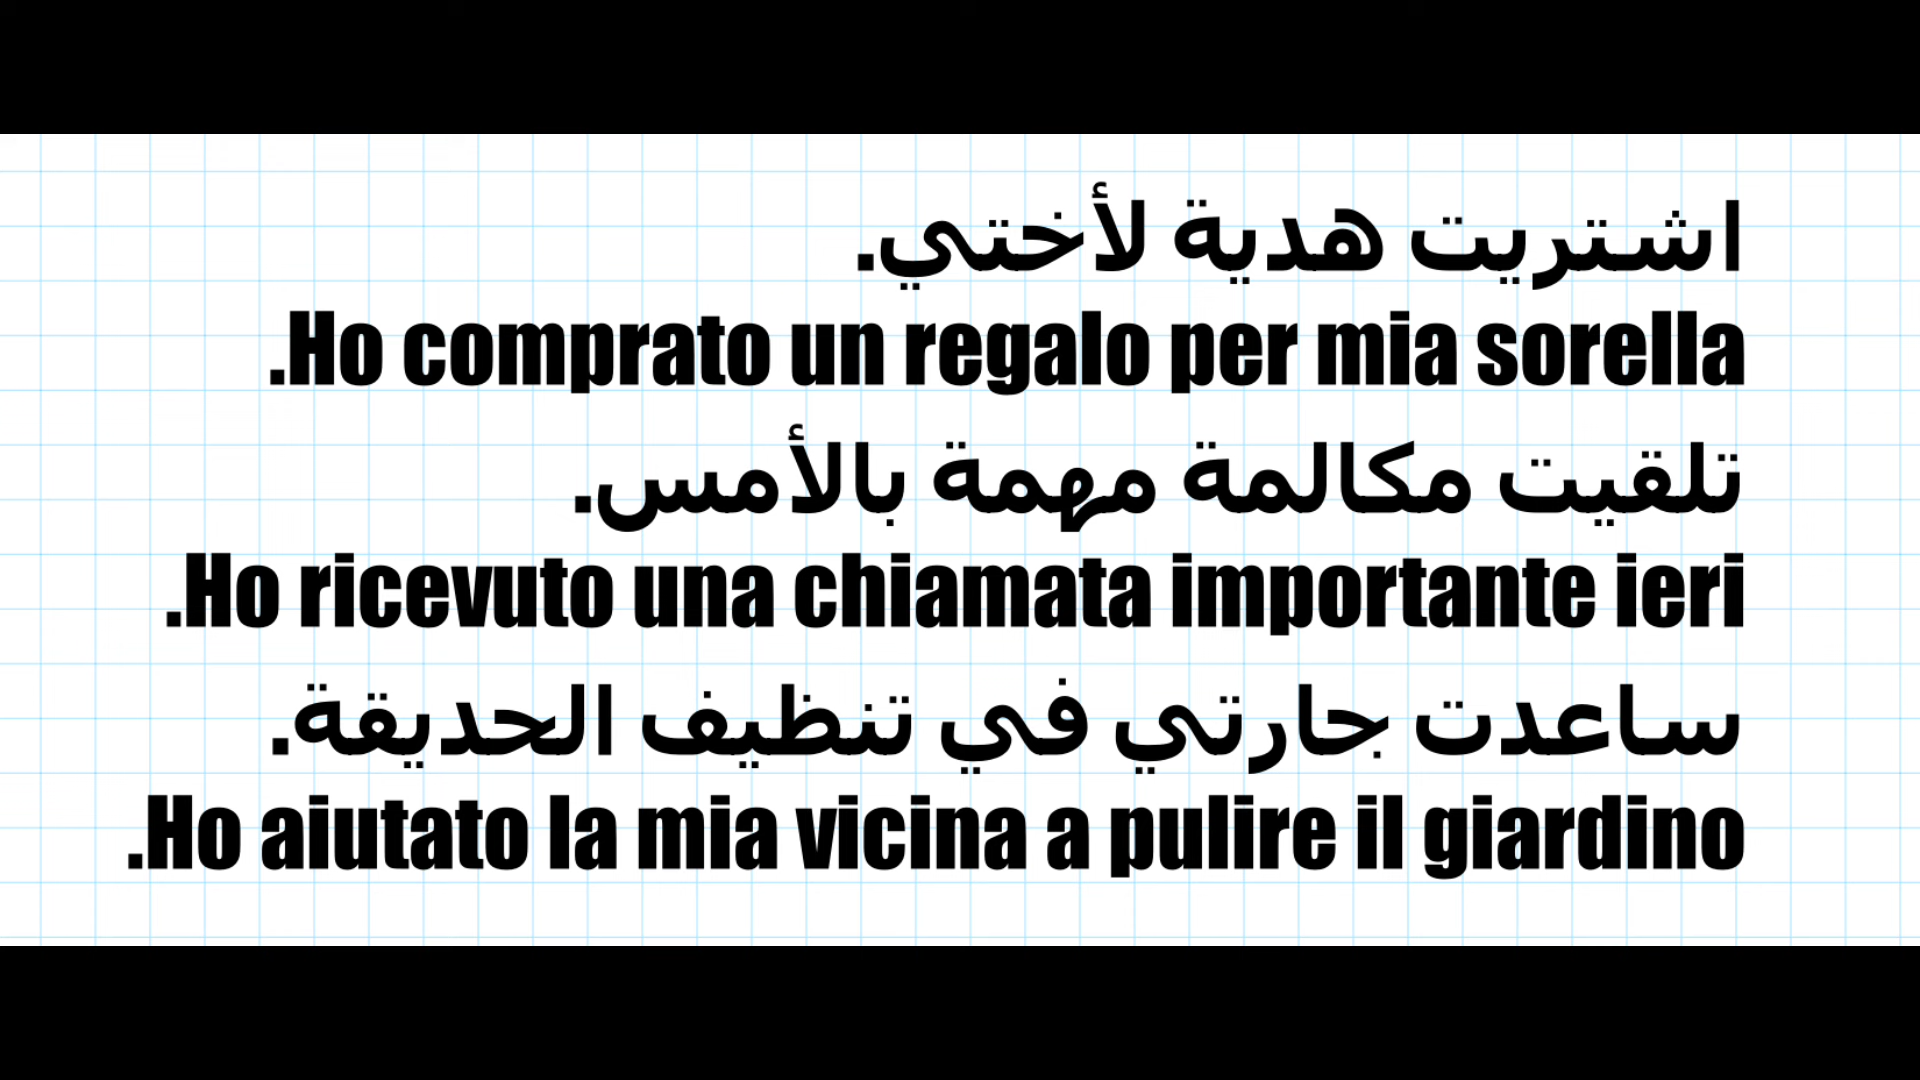 اشتريت هدية لأختي.
.Ho comprato un regalo per mia sorella
تلقيت مكالمة مهمة بالأمس.
.Ho ricevuto una chiamata importante ieri
ساعدت جارتي في تنظيف الحديقة.
.Ho aiutato la mia vicina a pulire il giardino